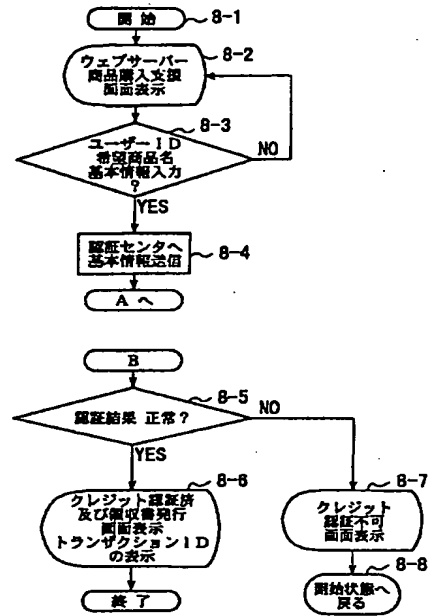 開始
8-1
8-2
ウェブサーバー
商品購入支援
画面表示
8-3
ユーザーID
希望商品名
基本情報入力
?
NO
YES
認証センタへ
基本情報送信
8-4
Aへ
B
8-5
認証結果 正常?
NO
YES
8-6
クレジット認証済
及び領収書発行
画面表示
トランザクションID
の表示
8-7
クレジット
認証不可
画面表示
8-8
開始状態へ
戻る
終了